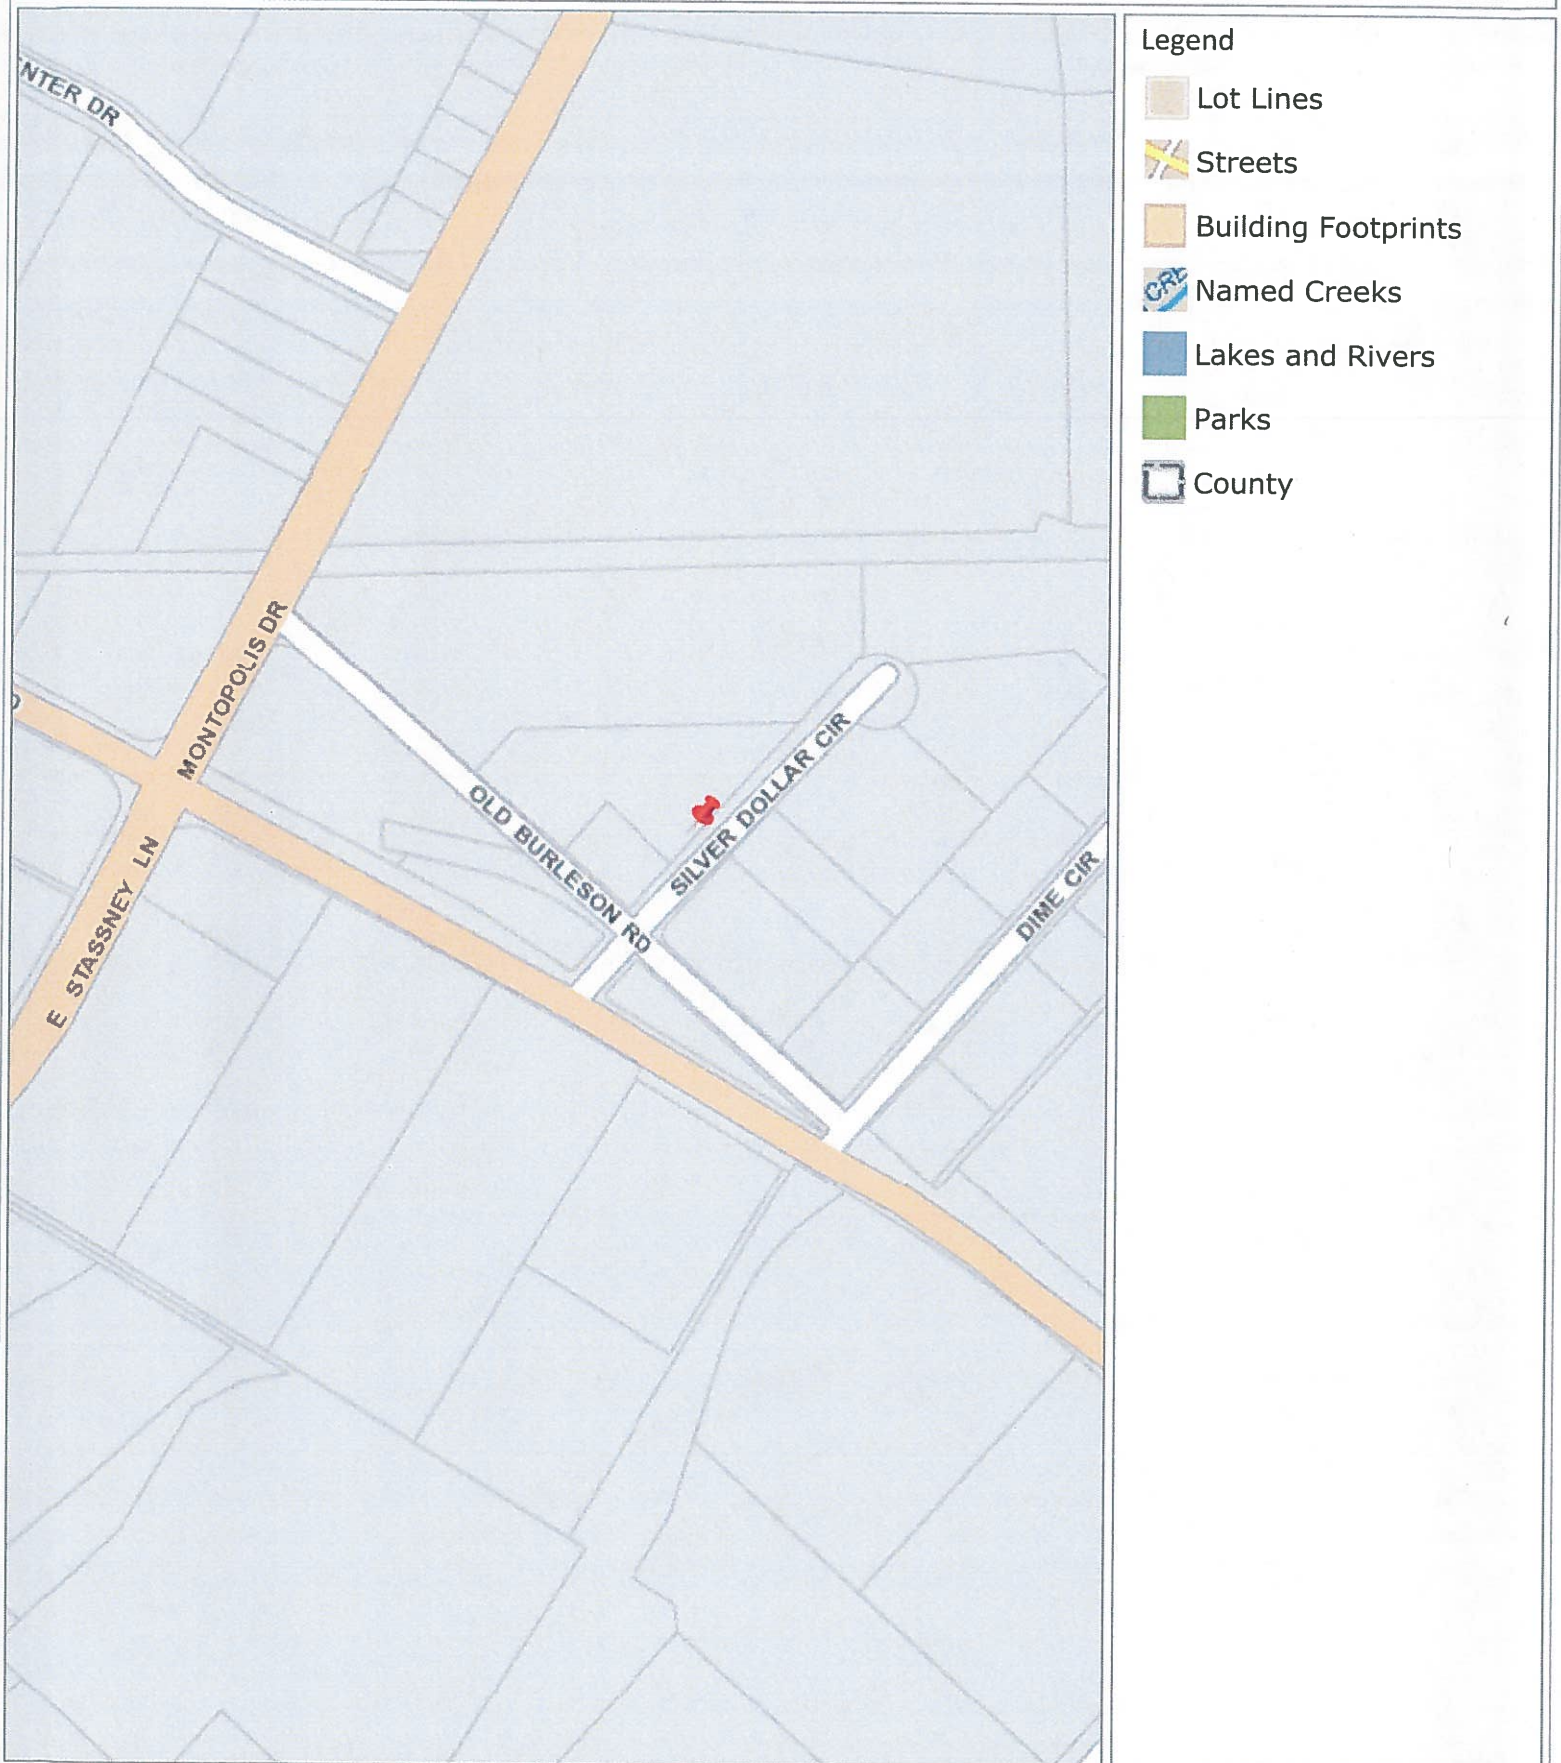 NTER DR
MONTOPOLIS DR
OLD BURLESON RD
SILVER DOLLAR CIR
DIME CIR
E STASSNEY LN
Legend
Lot Lines
Streets
Building Footprints
CRE
Named Creeks
Lakes and Rivers
Parks
County